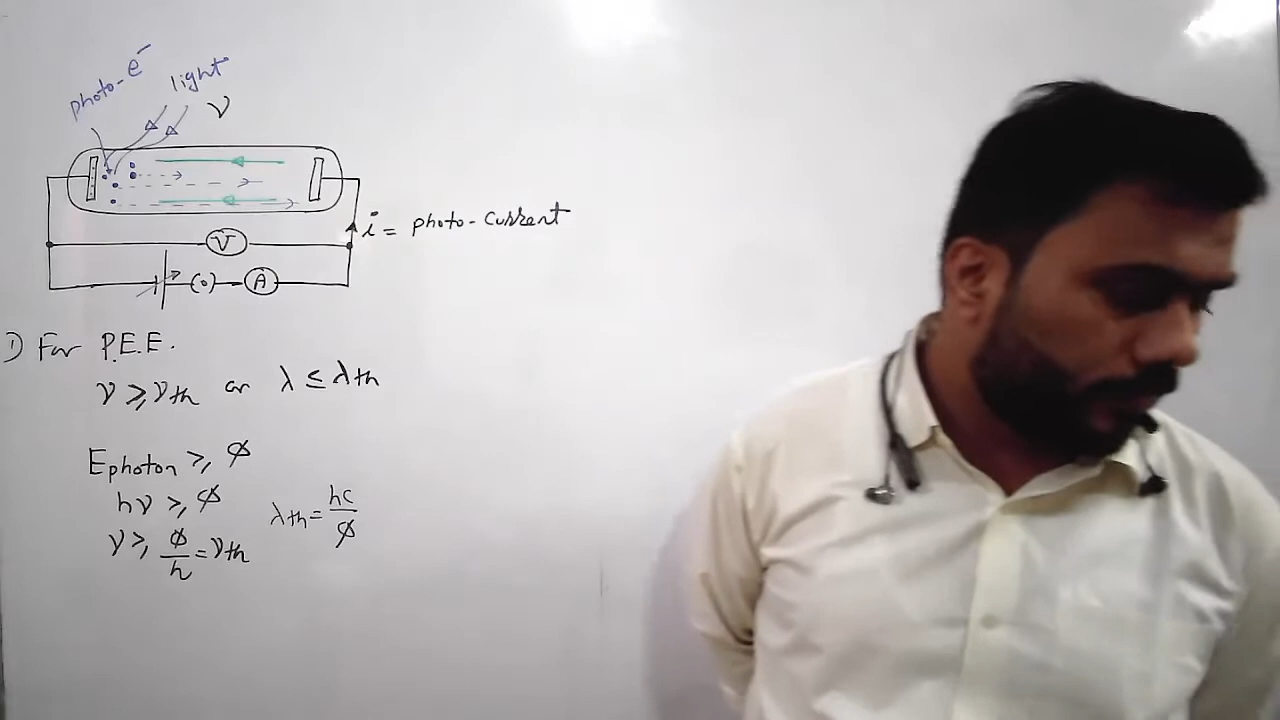 photo-e⁻ light
ν
i = photo-current
V
(•) A
1) For P.E.E.
ν ⩾ νth or λ ≤ λth
Ephoton ⩾ φ
hν ⩾ φ
λth = hc/φ
ν ⩾ φ/h = νth